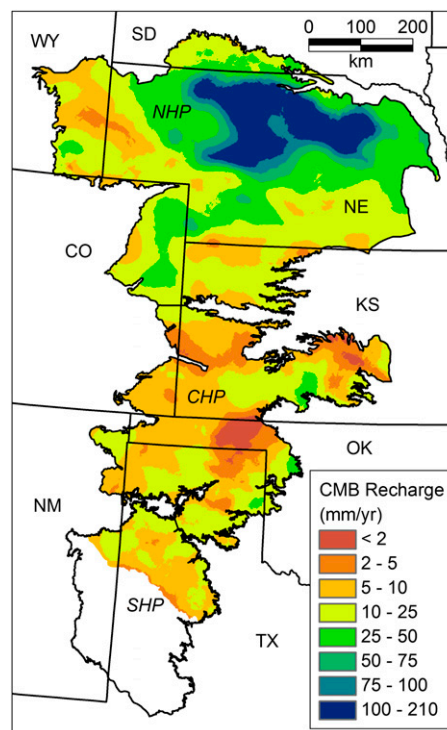 WY
SD
0 100 200
km
NHP
NE
CO
KS
CHP
OK
NM
SHP
TX
CMB Recharge
(mm/yr)
< 2
2 - 5
5 - 10
10 - 25
25 - 50
50 - 75
75 - 100
100 - 210